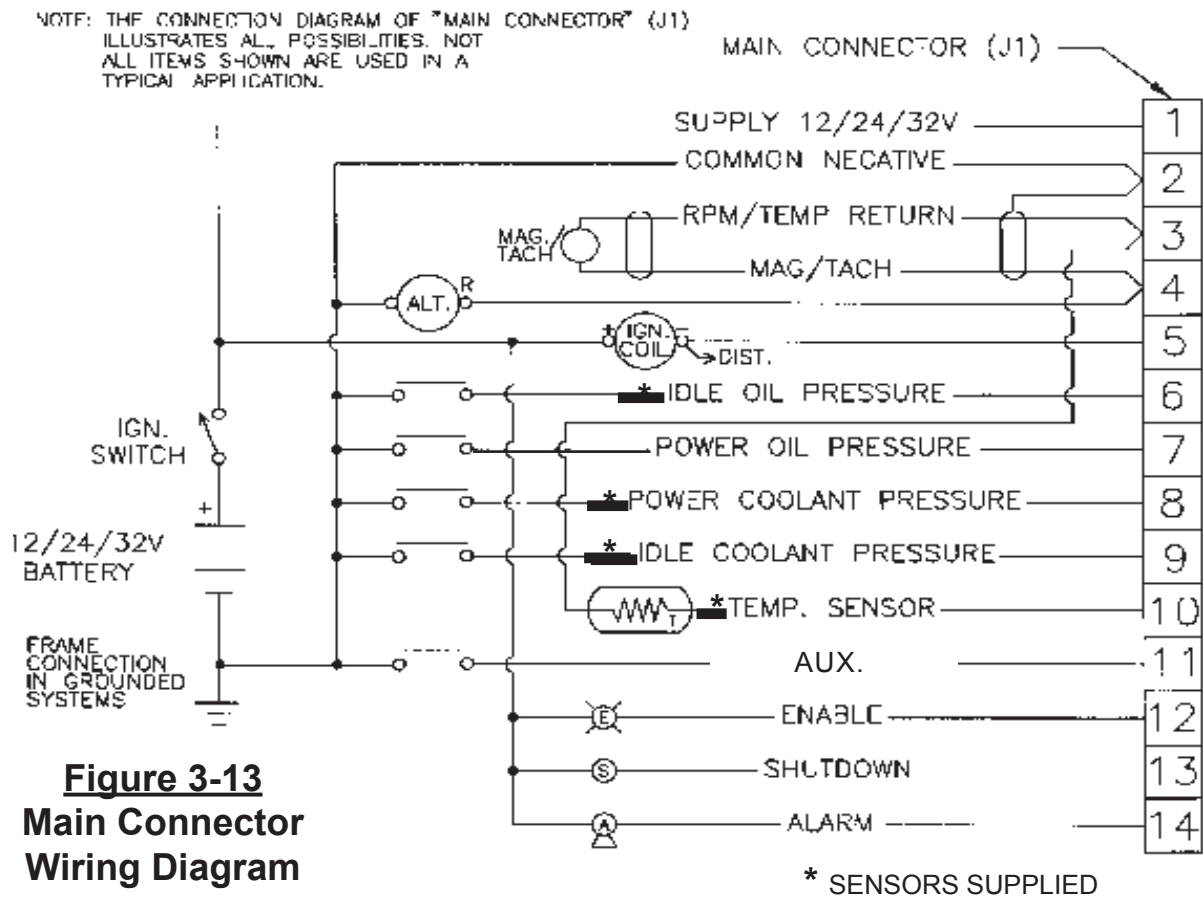 NOTE: THE CONNECTION DIAGRAM OF "MAIN CONNECTOR" (J1)
ILLUSTRATES ALL POSSIBILITIES. NOT
ALL ITEMS SHOWN ARE USED IN A
TYPICAL APPLICATION.
MAIN CONNECTOR (J1)
SUPPLY 12/24/32V 1
COMMON NEGATIVE 2
RPM/TEMP RETURN 3
MAG./
TACH
MAG/TACH 4
ALT. R
+ IGN. -
COIL
DIST. 5
* IDLE OIL PRESSURE 6
IGN.
SWITCH
POWER OIL PRESSURE 7
* POWER COOLANT PRESSURE 8
+
12/24/32V
BATTERY
* IDLE COOLANT PRESSURE 9
T * TEMP. SENSOR 10
FRAME
CONNECTION
IN GROUNDED
SYSTEMS
AUX. 11
E ENABLE 12
S SHUTDOWN 13
A ALARM 14
Figure 3-13
Main Connector
Wiring Diagram
* SENSORS SUPPLIED